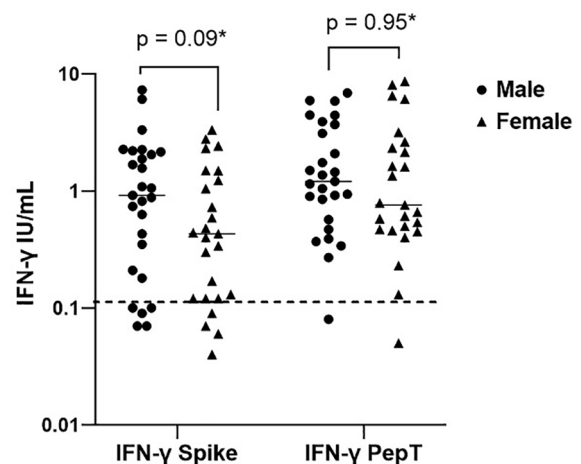 p = 0.09*
p = 0.95*
Male
Female
IFN-γ IU/mL
10
1
0.1
0.01
IFN-γ Spike
IFN-γ PepT